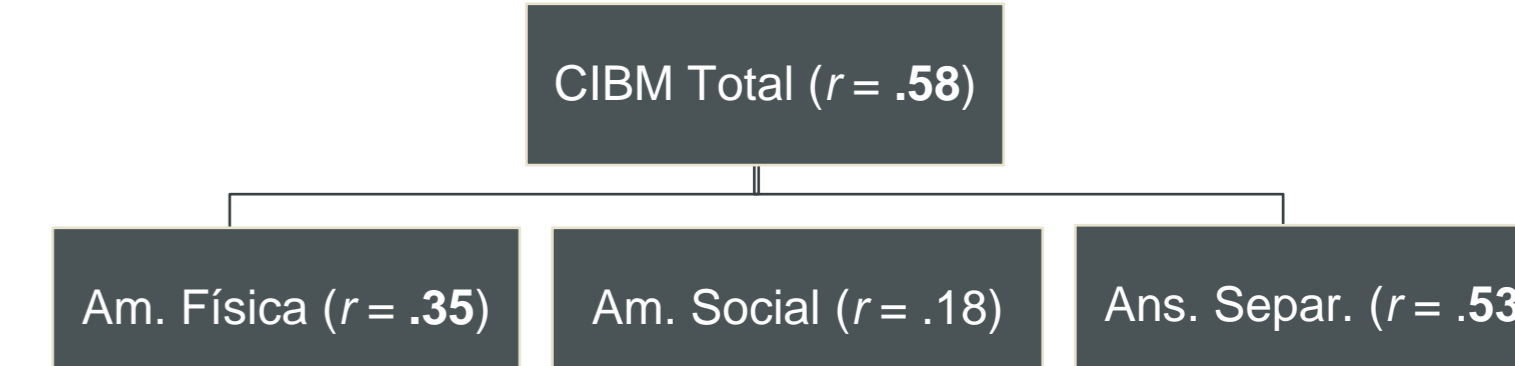 CIBM Total (r = .58)
Am. Física (r = .35)
Am. Social (r = .18)
Ans. Separ. (r = .53